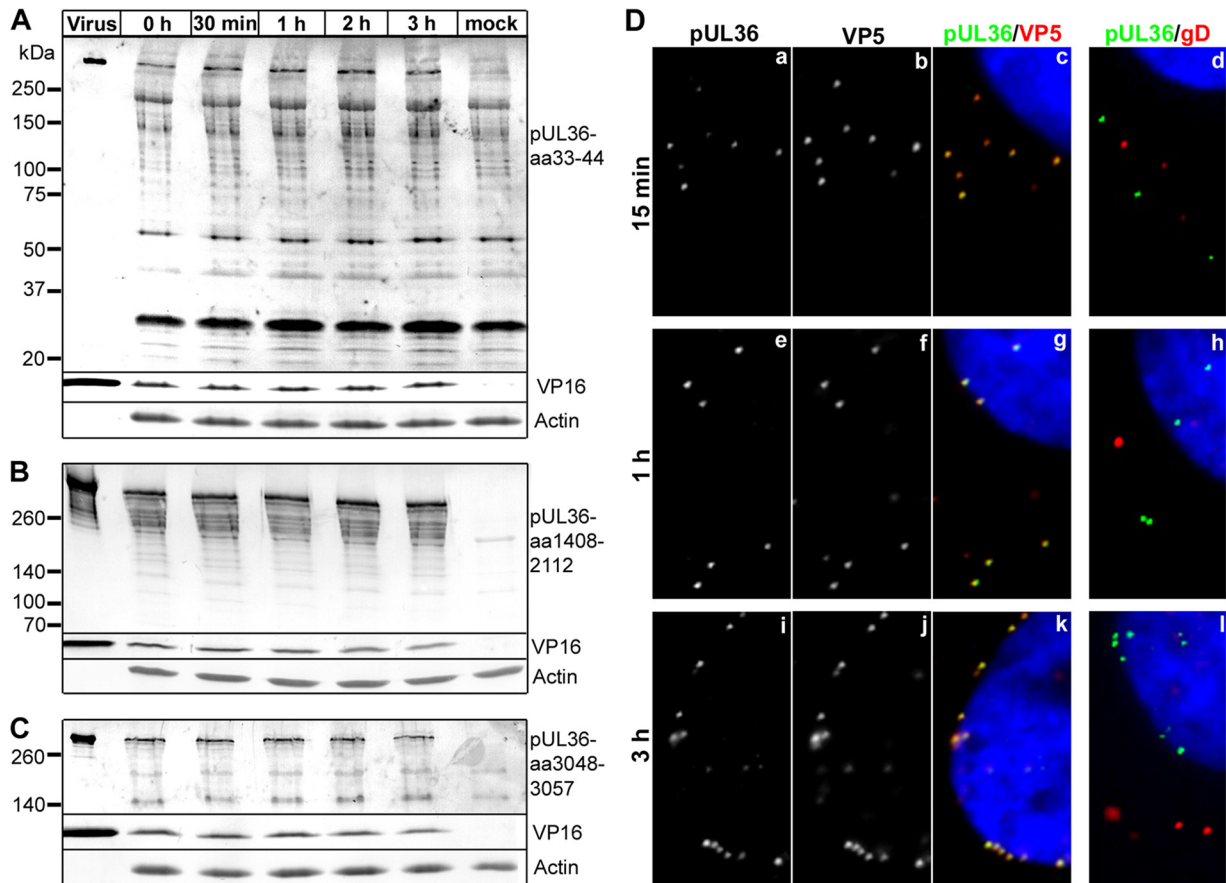 A
Virus 0 h 30 min 1 h 2 h 3 h mock
kDa
250
150
100
75
50
37
20
pUL36-
aa33-44
VP16
Actin
B
260
140
100
70
pUL36-
aa1408-
2112
VP16
Actin
C
260
140
pUL36-
aa3048-
3057
VP16
Actin
D
pUL36 VP5 pUL36/VP5 pUL36/gD
15 min
a b c d
1 h
e f g h
3 h
i j k l